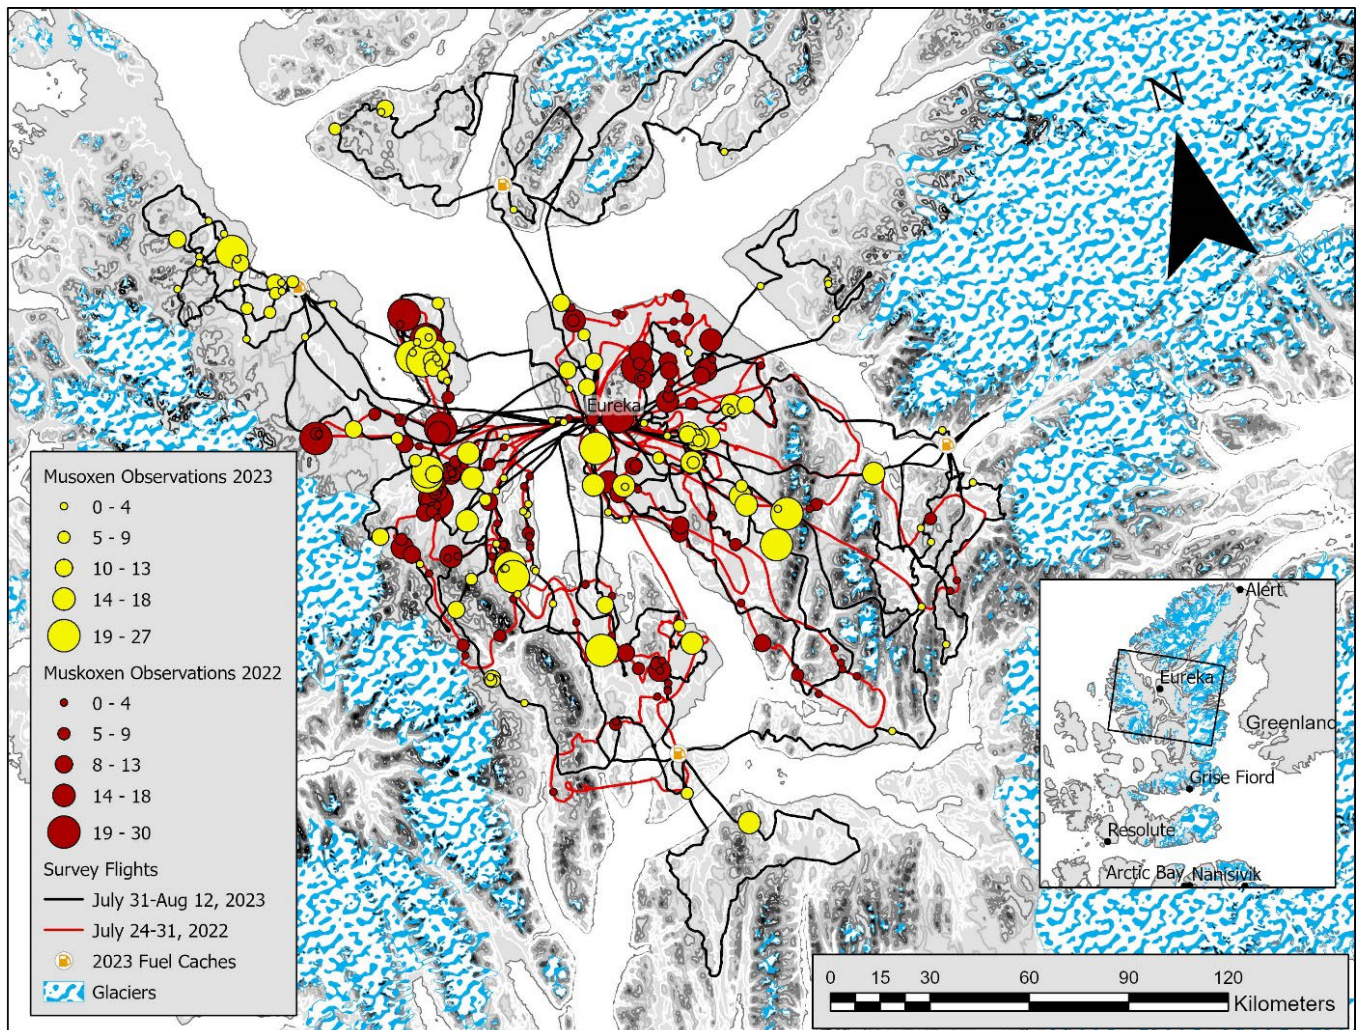 N
Eureka
Musoxen Observations 2023
0 - 4
5 - 9
10 - 13
14 - 18
19 - 27
Muskoxen Observations 2022
0 - 4
5 - 9
8 - 13
14 - 18
19 - 30
Survey Flights
July 31-Aug 12, 2023
July 24-31, 2022
2023 Fuel Caches
Glaciers
Alert
Eureka
Greenland
Grise Fiord
Resolute
Arctic Bay Nanisivik
0 15 30 60 90 120
Kilometers